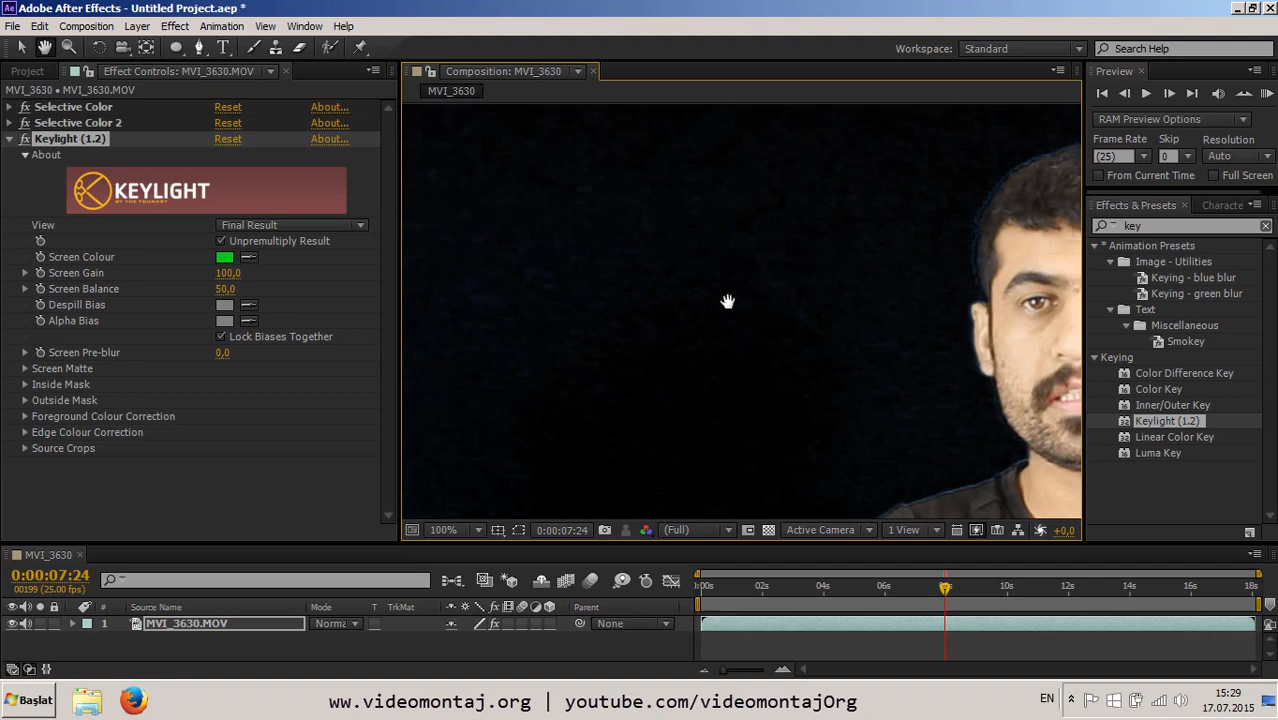 Adobe After Effects - Untitled Project.aep *
File Edit Composition Layer Effect Animation View Window Help
Workspace: Standard Search Help
Project Effect Controls: MVI_3630.MOV
MVI_3630 • MVI_3630.MOV
Selective Color Reset About...
Selective Color 2 Reset About...
Keylight (1.2) Reset About...
About
KEYLIGHT
BY THE FOUNDRY
View Final Result
Unpremultiply Result
Screen Colour
Screen Gain 100,0
Screen Balance 50,0
Despill Bias
Alpha Bias
Lock Biases Together
Screen Pre-blur 0,0
Screen Matte
Inside Mask
Outside Mask
Foreground Colour Correction
Edge Colour Correction
Source Crops
Composition: MVI_3630
MVI_3630
100% 0:00:07:24 (Full) Active Camera 1 View +0,0
Preview
RAM Preview Options
Frame Rate Skip Resolution
(25) 0 Auto
From Current Time Full Screen
Effects & Presets Characte
key
* Animation Presets
Image - Utilities
Keying - blue blur
Keying - green blur
Text
Miscellaneous
Smokey
Keying
Color Difference Key
Color Key
Inner/Outer Key
Keylight (1.2)
Linear Color Key
Luma Key
MVI_3630
0:00:07:24
00199 (25.00 fps)
# Source Name Mode T TrkMat Parent
1 MVI_3630.MOV Norma None
:00s 02s 04s 06s 10s 12s 14s 16s 18s
Başlat
www.videomontaj.org | youtube.com/videomontajOrg
EN
15:29
17.07.2015